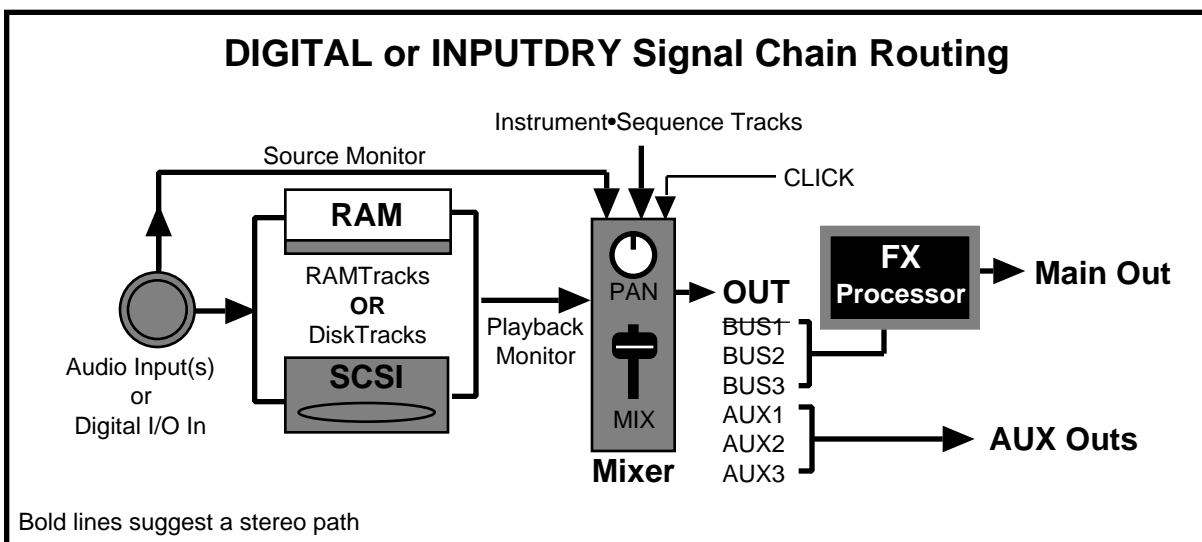 DIGITAL or INPUTDRY Signal Chain Routing
Instrument•Sequence Tracks
Source Monitor
CLICK
RAM
RAMTracks
OR
DiskTracks
SCSI
Audio Input(s)
or
Digital I/O In
Playback
Monitor
PAN
MIX
Mixer
OUT
BUS1
BUS2
BUS3
AUX1
AUX2
AUX3
FX
Processor
Main Out
AUX Outs
Bold lines suggest a stereo path